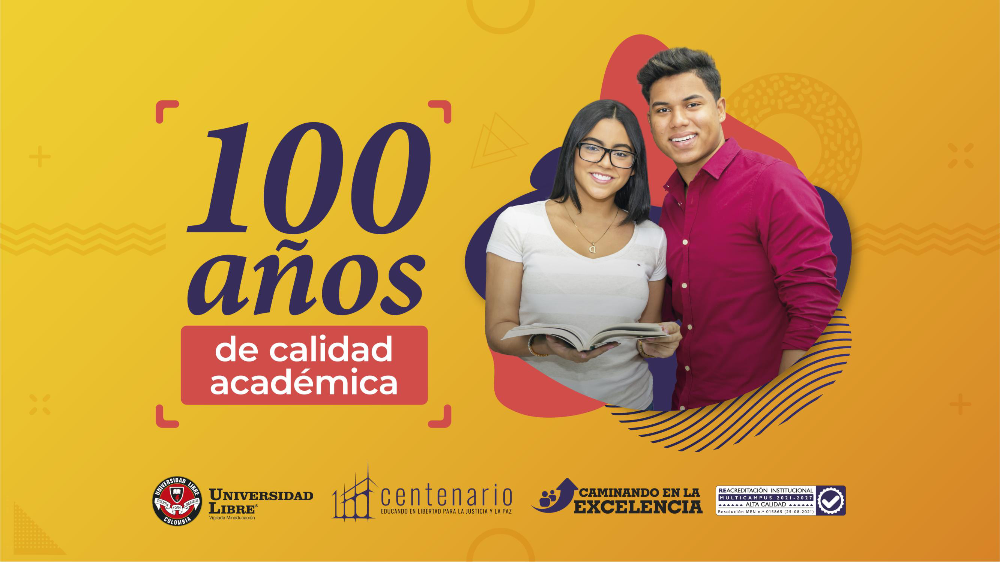 100
años
de calidad
académica
UNIVERSIDAD LIBRE
SCIENTIA FONS LIBERTATIS
COLOMBIA
UNIVERSIDAD
LIBRE®
Vigilada Mineducación
centenario
EDUCANDO EN LIBERTAD PARA LA JUSTICIA Y LA PAZ
CAMINANDO EN LA
EXCELENCIA
REACREDITACIÓN INSTITUCIONAL
MULTICAMPUS 2021-2027
ALTA CALIDAD
Resolución MEN n.º 015865 (25-08-2021)